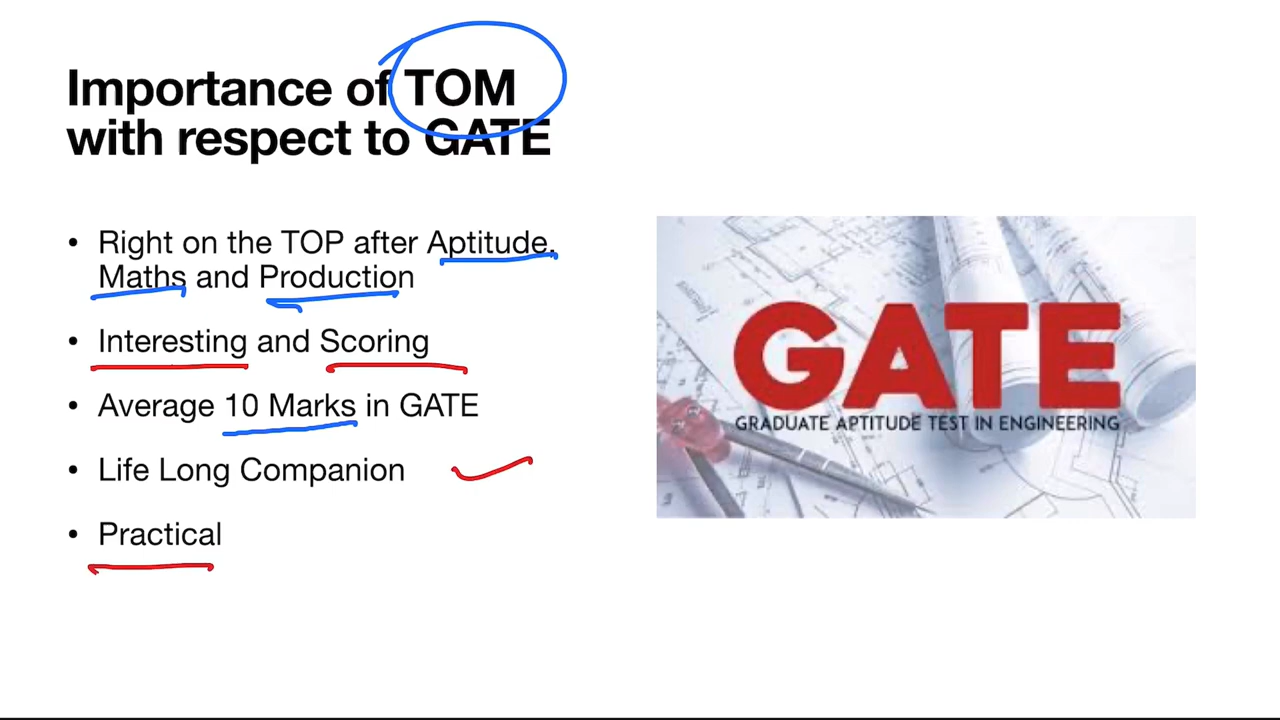 Importance of TOM
with respect to GATE
• Right on the TOP after Aptitude,
Maths and Production
• Interesting and Scoring
• Average 10 Marks in GATE
• Life Long Companion
• Practical
GATE
GRADUATE APTITUDE TEST IN ENGINEERING